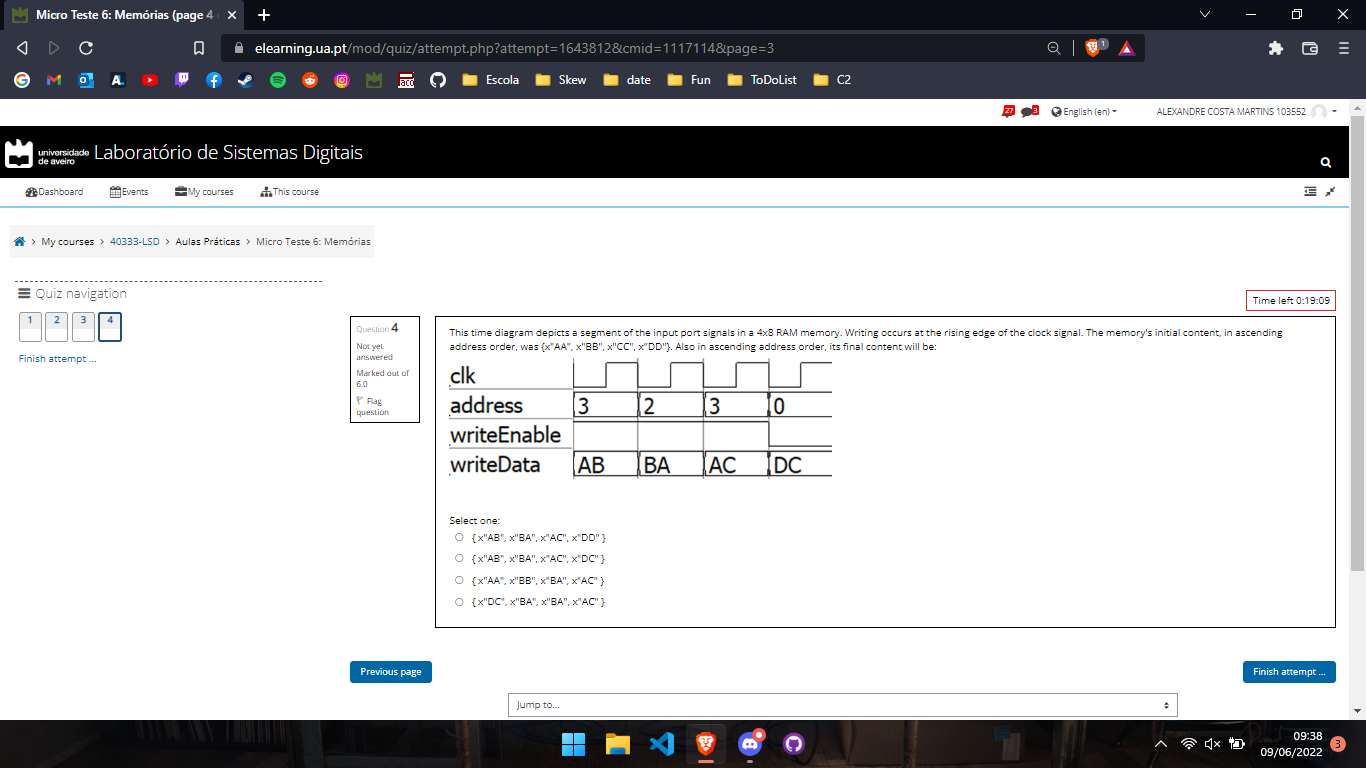 Micro Teste 6: Memórias (page 4
elearning.ua.pt/mod/quiz/attempt.php?attempt=1643812&cmid=1117114&page=3
1
Escola
Skew
date
Fun
ToDoList
C2
27
3
English (en)
ALEXANDRE COSTA MARTINS 103552
universidade
de aveiro
Laboratório de Sistemas Digitais
Dashboard
Events
My courses
This course
My courses > 40333-LSD > Aulas Práticas > Micro Teste 6: Memórias
Quiz navigation
1 2 3 4
Finish attempt ...
Time left 0:19:09
Question 4
Not yet
answered
Marked out of
6.0
Flag
question
This time diagram depicts a segment of the input port signals in a 4x8 RAM memory. Writing occurs at the rising edge of the clock signal. The memory's initial content, in ascending
address order, was {x"AA", x"BB", x"CC", x"DD"}. Also in ascending address order, its final content will be:
clk
address 3 2 3 0
writeEnable
writeData AB BA AC DC
Select one:
{ x"AB", x"BA", x"AC", x"DD" }
{ x"AB", x"BA", x"AC", x"DC" }
{ x"AA", x"BB", x"BA", x"AC" }
{ x"DC", x"BA", x"BA", x"AC" }
Previous page
Finish attempt ...
Jump to...
09:38
09/06/2022
3